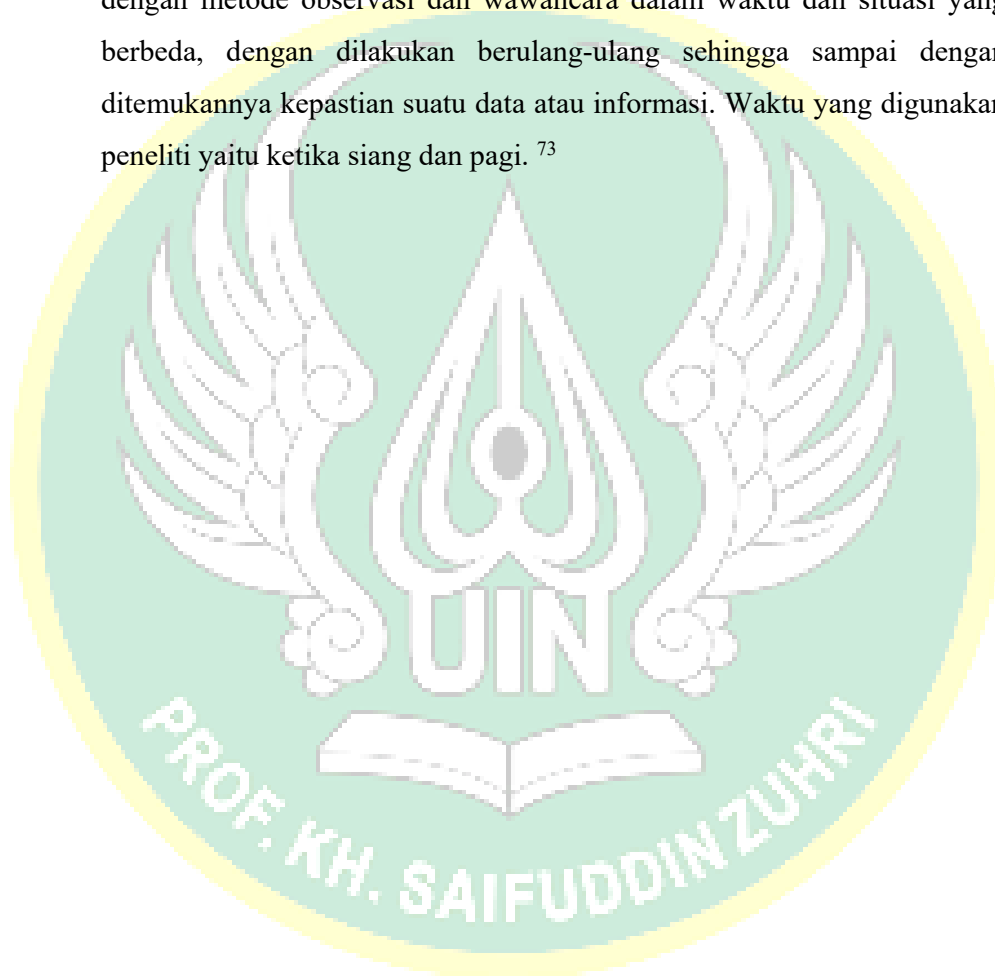 dengan metode observasi dan wawancara dalam waktu dan situasi yang
berbeda, dengan dilakukan berulang-ulang sehingga sampai dengan
ditemukannya kepastian suatu data atau informasi. Waktu yang digunakan
peneliti yaitu ketika siang dan pagi. 73
UIN
PROF. KH. SAIFUDDIN ZUHRI